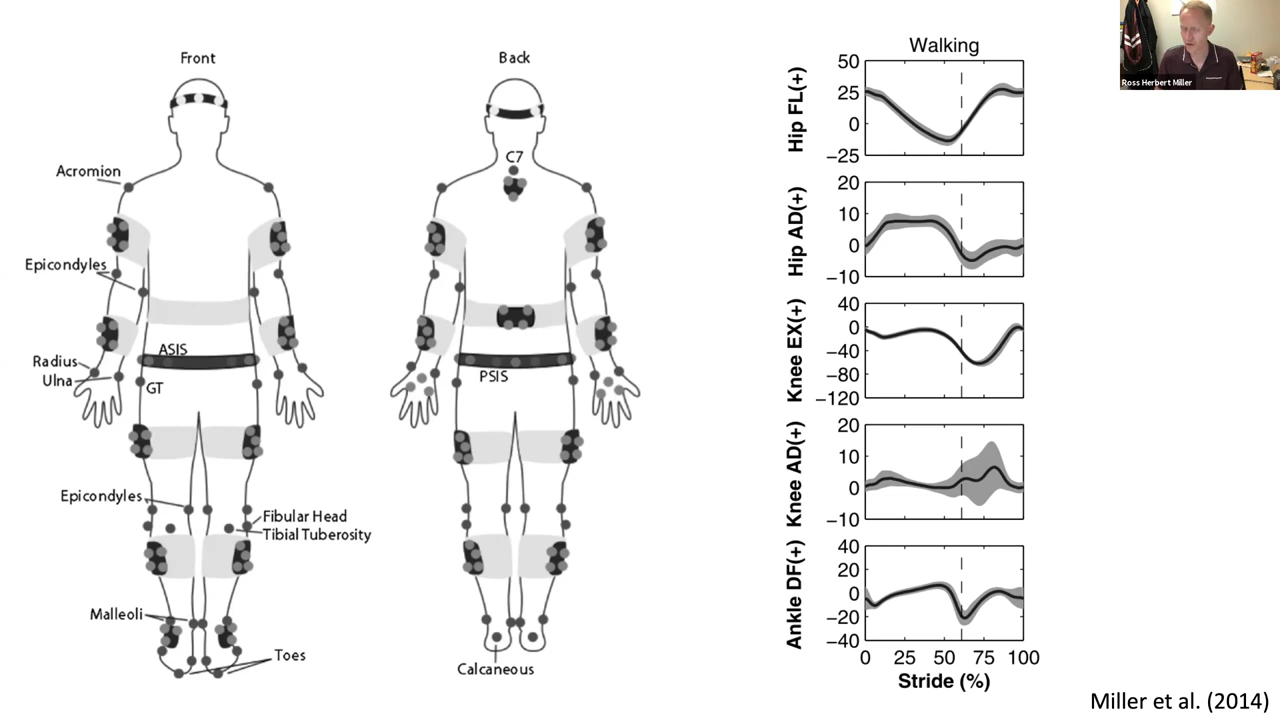 Front
Back
C7
Acromion
Epicondyles
ASIS
PSIS
Radius
Ulna
GT
Epicondyles
Fibular Head
Tibial Tuberosity
Malleoli
Toes
Calcaneous
Walking
Hip FL(+)
50
25
0
−25
Hip AD(+)
20
10
0
−10
Knee EX(+)
40
0
−40
−80
−120
Knee AD(+)
20
10
0
−10
Ankle DF(+)
40
20
0
−20
−40
0 25 50 75 100
Stride (%)
Ross Herbert Miller
Miller et al. (2014)